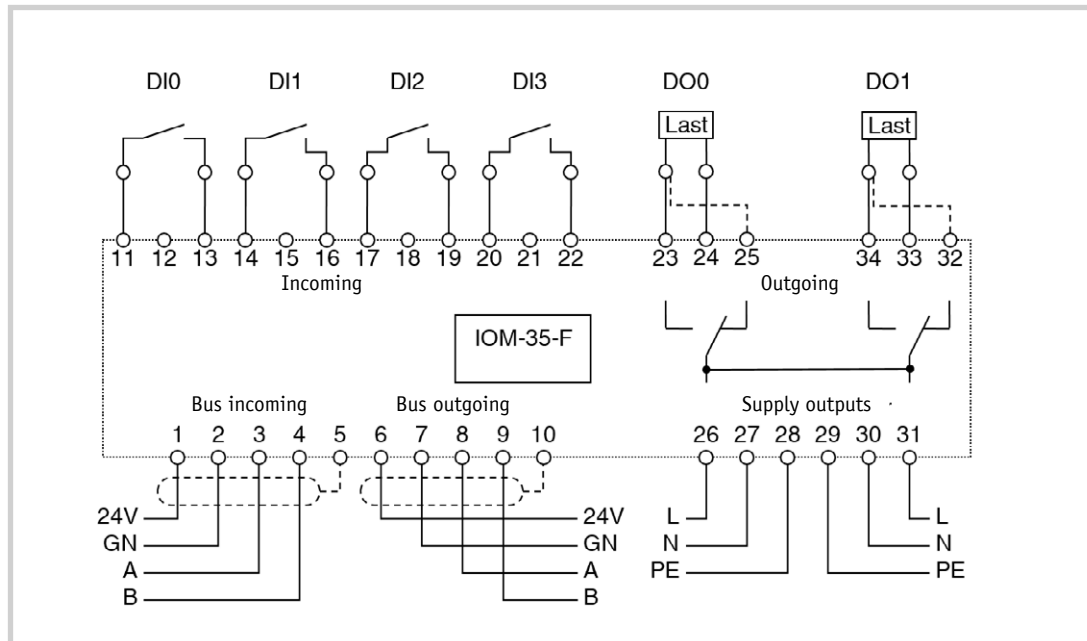 DI0 DI1 DI2 DI3 DO0 DO1
Last Last
11 12 13 14 15 16 17 18 19 20 21 22 23 24 25 34 33 32
Incoming Outgoing
IOM-35-F
Bus incoming Bus outgoing Supply outputs
1 2 3 4 5 6 7 8 9 10 26 27 28 29 30 31
24V 24V L L
GN GN N N
A A PE PE
B B